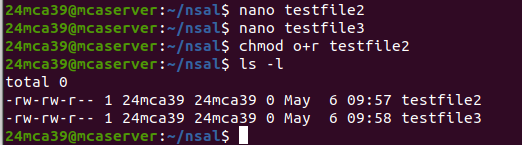 24mca39@mcaserver:~/nsal$ nano testfile2
24mca39@mcaserver:~/nsal$ nano testfile3
24mca39@mcaserver:~/nsal$ chmod o+r testfile2
24mca39@mcaserver:~/nsal$ ls -l
total 0
-rw-rw-r-- 1 24mca39 24mca39 0 May  6 09:57 testfile2
-rw-rw-r-- 1 24mca39 24mca39 0 May  6 09:58 testfile3
24mca39@mcaserver:~/nsal$